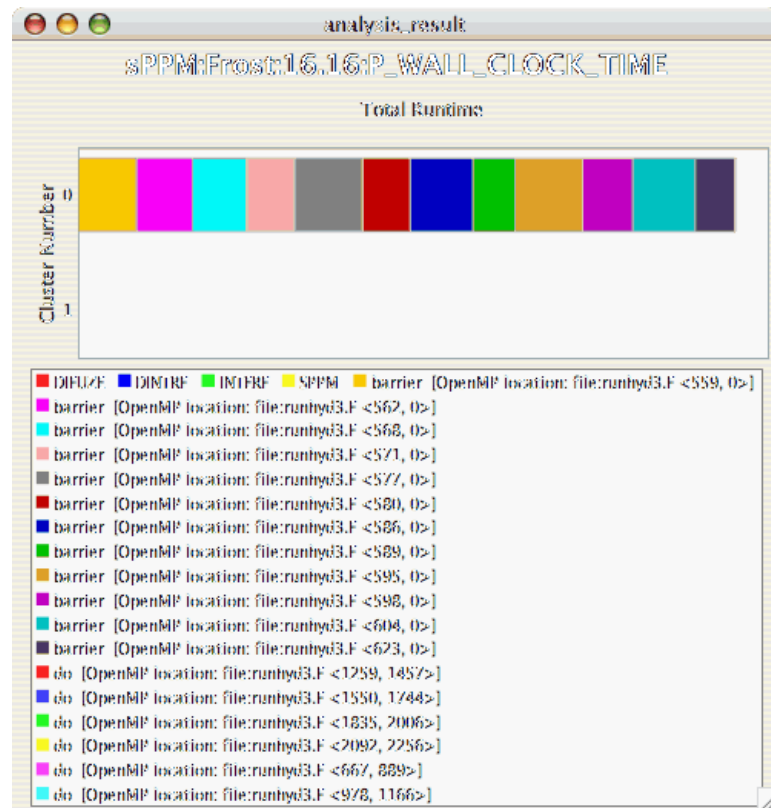 analysis_result
sPPM:Frost:16.16:P_WALL_CLOCK_TIME
Total Runtime
Cluster Number
0
1
DIFUZE DINTRF INTERF SPPM barrier [OpenMP location: file:runhyd3.F <559, 0>]
barrier [OpenMP location: file:runhyd3.F <562, 0>]
barrier [OpenMP location: file:runhyd3.F <568, 0>]
barrier [OpenMP location: file:runhyd3.F <571, 0>]
barrier [OpenMP location: file:runhyd3.F <577, 0>]
barrier [OpenMP location: file:runhyd3.F <580, 0>]
barrier [OpenMP location: file:runhyd3.F <586, 0>]
barrier [OpenMP location: file:runhyd3.F <589, 0>]
barrier [OpenMP location: file:runhyd3.F <595, 0>]
barrier [OpenMP location: file:runhyd3.F <598, 0>]
barrier [OpenMP location: file:runhyd3.F <604, 0>]
barrier [OpenMP location: file:runhyd3.F <623, 0>]
do [OpenMP location: file:runhyd3.F <1259, 1457>]
do [OpenMP location: file:runhyd3.F <1550, 1744>]
do [OpenMP location: file:runhyd3.F <1835, 2006>]
do [OpenMP location: file:runhyd3.F <2092, 2256>]
do [OpenMP location: file:runhyd3.F <667, 889>]
do [OpenMP location: file:runhyd3.F <978, 1166>]